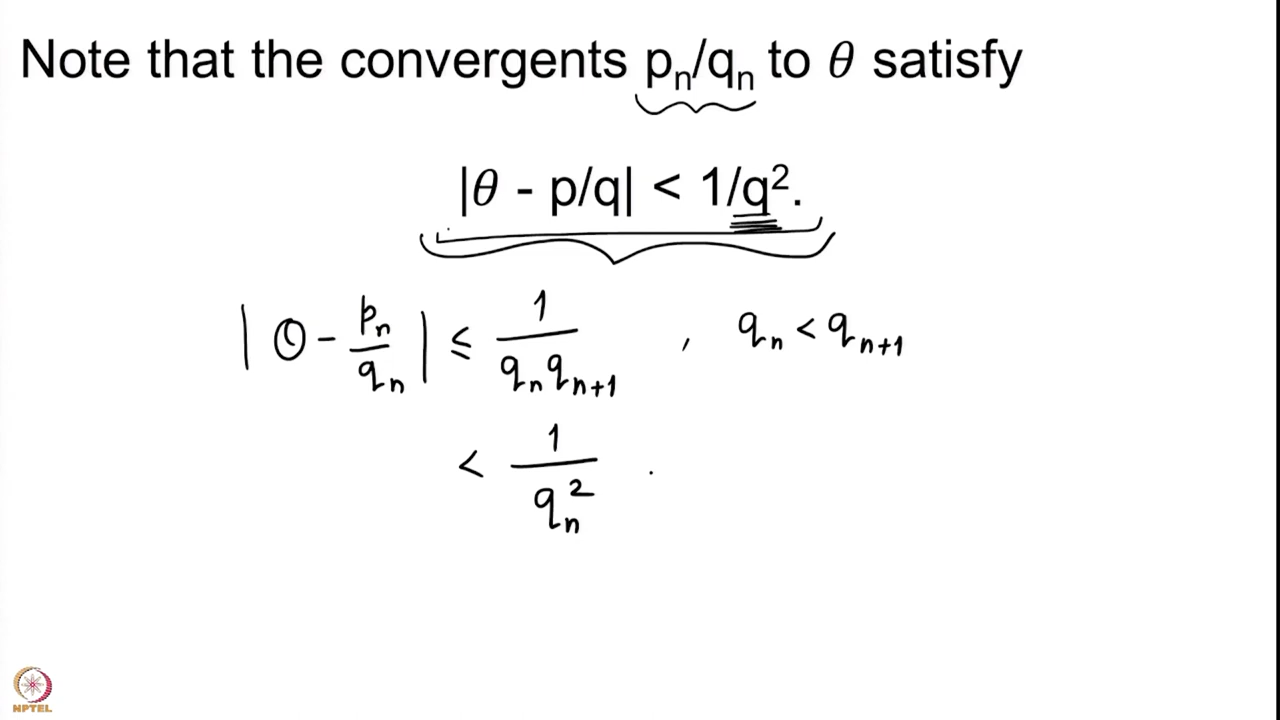 Note that the convergents pₙ/qₙ to θ satisfy
|θ - p/q| < 1/q².
| θ - pₙ/qₙ | ≤ 1/(qₙ qₙ₊₁) , qₙ < qₙ₊₁
< 1/qₙ² .
NPTEL